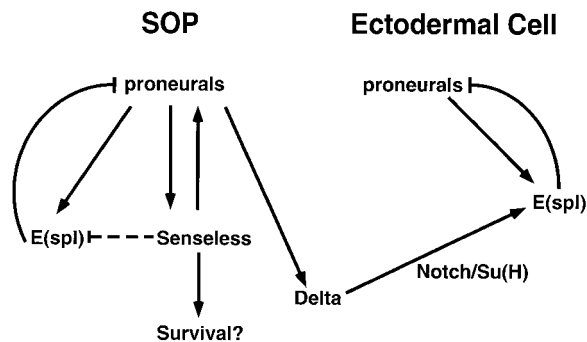 SOP
Ectodermal Cell
proneurals
proneurals
E(spl)
E(spl)
Senseless
Notch/Su(H)
Delta
Survival?